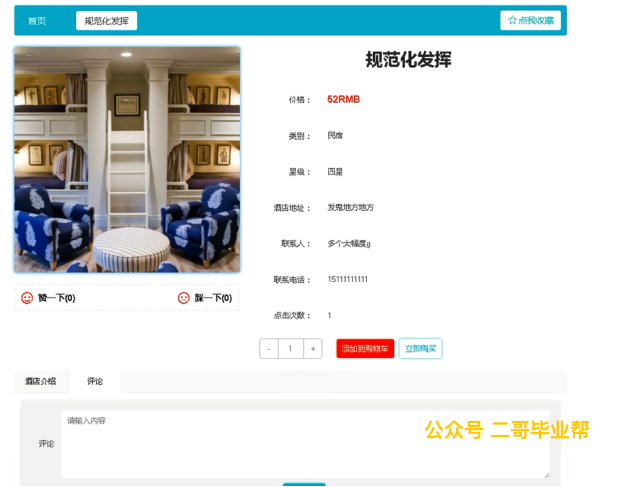 首页
规范化发挥
☆点我收藏
规范化发挥
价格： 52RMB
类别： 民宿
星级： 四星
酒店地址： 发鬼地方地方
联系人： 多个大幅度g
联系电话： 15111111111
点击次数： 1
赞一下(0)
踩一下(0)
- 1 +
添加到购物车
立即购买
酒店介绍
评论
评论
请输入内容
公众号 二哥毕业帮